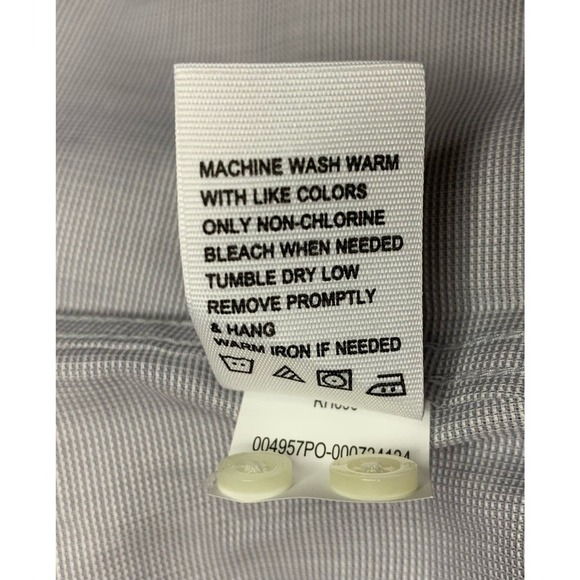 MACHINE WASH WARM
WITH LIKE COLORS
ONLY NON-CHLORINE
BLEACH WHEN NEEDED
TUMBLE DRY LOW
REMOVE PROMPTLY
& HANG
WARM IRON IF NEEDED